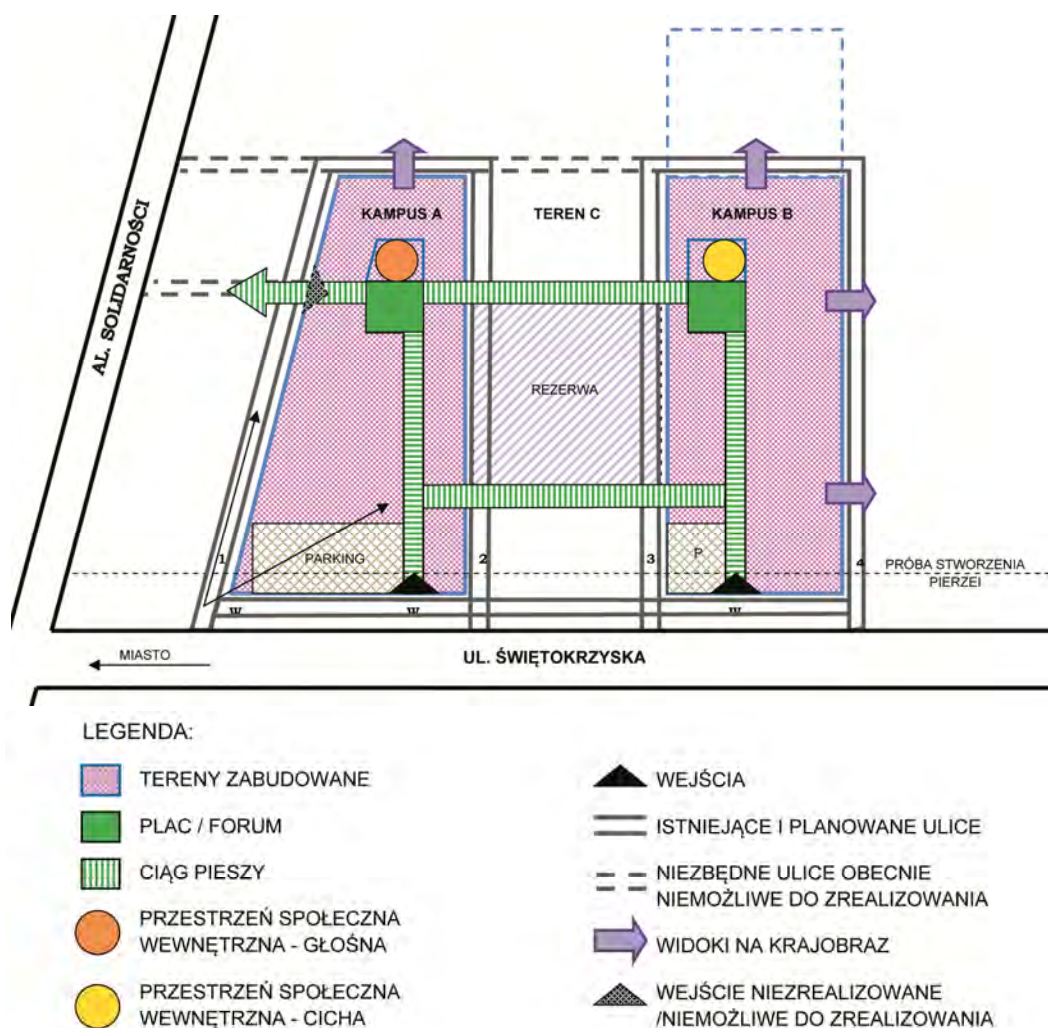 AL. SOLIDARNOŚCI
KAMPUS A
TEREN C
KAMPUS B
REZERWA
PARKING
P
1
2
3
4
PRÓBA STWORZENIA
PIERZEI
W
W
W
MIASTO
UL. ŚWIĘTOKRZYSKA
LEGENDA:
TERENY ZABUDOWANE
PLAC / FORUM
CIĄG PIESZY
PRZESTRZEŃ SPOŁECZNA
WEWNĘTRZNA - GŁOŚNA
PRZESTRZEŃ SPOŁECZNA
WEWNĘTRZNA - CICHA
WEJŚCIA
ISTNIEJĄCE I PLANOWANE ULICE
NIEZBĘDNE ULICE OBECNIE
NIEMOŻLIWE DO ZREALIZOWANIA
WIDOKI NA KRAJOBRAZ
WEJŚCIE NIEZREALIZOWANE
/NIEMOŻLIWE DO ZREALIZOWANIA